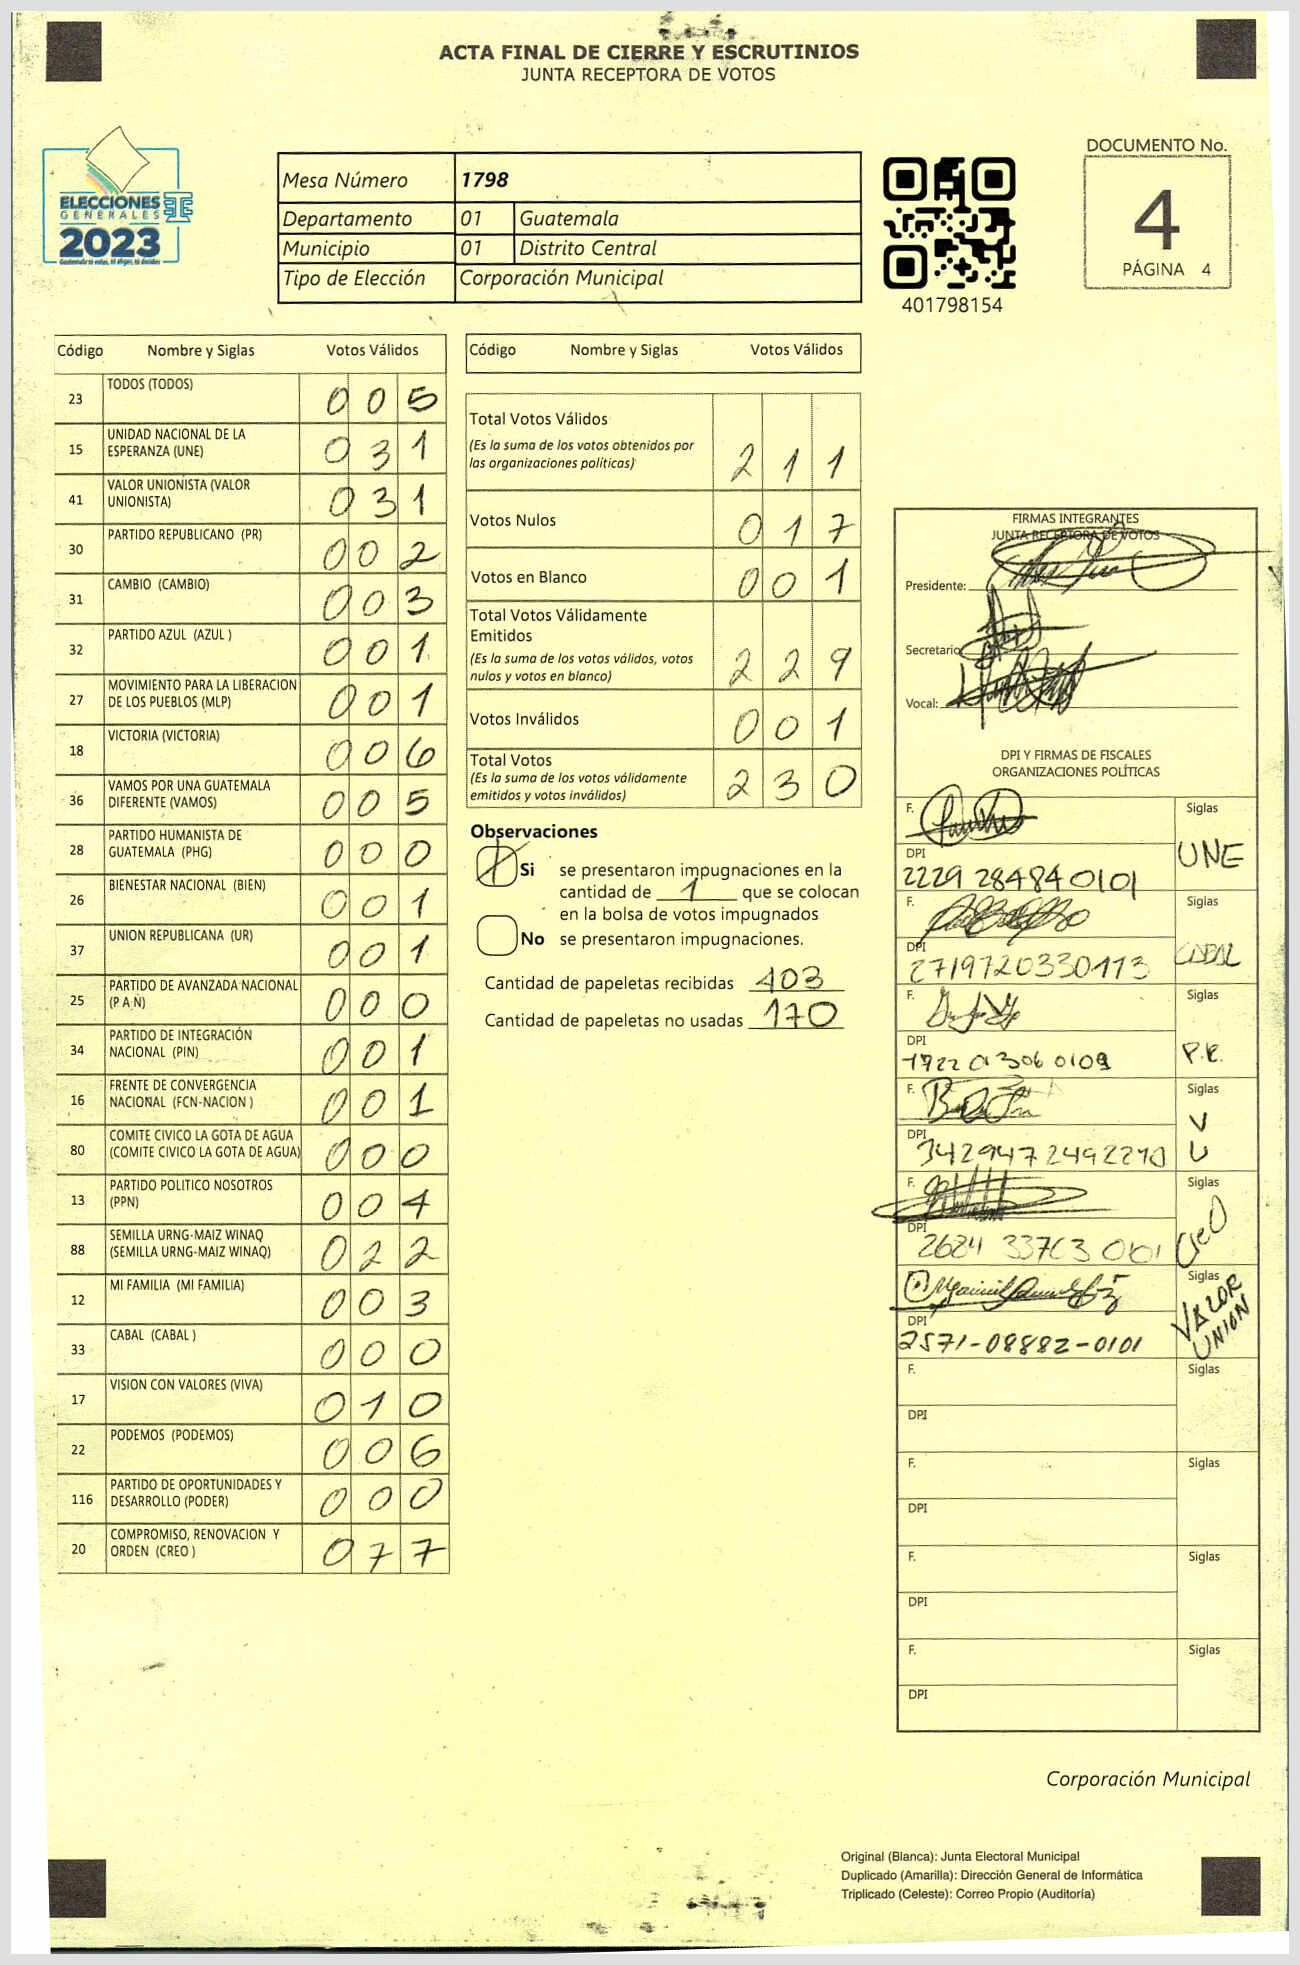 ACTA FINAL DE CIERRE Y ESCRUTINIOS
JUNTA RECEPTORA DE VOTOS
ELECCIONES
GENERALES
2023
Mesa Número 1798
Departamento 01 Guatemala
Municipio 01 Distrito Central
Tipo de Elección Corporación Municipal
401798154
DOCUMENTO No.
4
PÁGINA 4
Código Nombre y Siglas Votos Válidos
23 TODOS (TODOS) 0 0 5
15 UNIDAD NACIONAL DE LA
ESPERANZA (UNE) 0 3 1
41 VALOR UNIONISTA (VALOR
UNIONISTA) 0 3 1
30 PARTIDO REPUBLICANO (PR) 0 0 2
31 CAMBIO (CAMBIO) 0 0 3
32 PARTIDO AZUL (AZUL ) 0 0 1
27 MOVIMIENTO PARA LA LIBERACION
DE LOS PUEBLOS (MLP) 0 0 1
18 VICTORIA (VICTORIA) 0 0 6
36 VAMOS POR UNA GUATEMALA
DIFERENTE (VAMOS) 0 0 5
28 PARTIDO HUMANISTA DE
GUATEMALA (PHG) 0 0 0
26 BIENESTAR NACIONAL (BIEN) 0 0 1
37 UNION REPUBLICANA (UR) 0 0 1
25 PARTIDO DE AVANZADA NACIONAL
(P A N) 0 0 0
34 PARTIDO DE INTEGRACIÓN
NACIONAL (PIN) 0 0 1
16 FRENTE DE CONVERGENCIA
NACIONAL (FCN-NACION ) 0 0 1
80 COMITE CIVICO LA GOTA DE AGUA
(COMITE CIVICO LA GOTA DE AGUA) 0 0 0
13 PARTIDO POLITICO NOSOTROS
(PPN) 0 0 4
88 SEMILLA URNG-MAIZ WINAQ
(SEMILLA URNG-MAIZ WINAQ) 0 2 2
12 MI FAMILIA (MI FAMILIA) 0 0 3
33 CABAL (CABAL ) 0 0 0
17 VISION CON VALORES (VIVA) 0 1 0
22 PODEMOS (PODEMOS) 0 0 6
116 PARTIDO DE OPORTUNIDADES Y
DESARROLLO (PODER) 0 0 0
20 COMPROMISO, RENOVACION Y
ORDEN (CREO ) 0 7 7
Código Nombre y Siglas Votos Válidos
Total Votos Válidos
(Es la suma de los votos obtenidos por
las organizaciones políticas) 2 1 1
Votos Nulos 0 1 7
Votos en Blanco 0 0 1
Total Votos Válidamente
Emitidos
(Es la suma de los votos válidos, votos
nulos y votos en blanco) 2 2 9
Votos Inválidos 0 0 1
Total Votos
(Es la suma de los votos válidamente
emitidos y votos inválidos) 2 3 0
Observaciones
Si se presentaron impugnaciones en la
cantidad de 1 que se colocan
en la bolsa de votos impugnados
No se presentaron impugnaciones.
Cantidad de papeletas recibidas 403
Cantidad de papeletas no usadas 170
FIRMAS INTEGRANTES
JUNTA RECEPTORA DE VOTOS
Presidente:
Secretario
Vocal:
DPI Y FIRMAS DE FISCALES
ORGANIZACIONES POLÍTICAS
F. Siglas
UNE
DPI
2229 28484 0101
F. Siglas
CABAL
DPI
2719720330113
F. Siglas
P.R.
DPI
1722 01306 0109
F. Siglas
V
U
DPI
3429472492210
F. Siglas
CREO
DPI
2684 33703 0101
Siglas
VALOR
UNION
DPI
2571-08882-0101
F. Siglas
DPI
F. Siglas
DPI
F. Siglas
DPI
F. Siglas
DPI
Corporación Municipal
Original (Blanca): Junta Electoral Municipal
Duplicado (Amarilla): Dirección General de Informática
Triplicado (Celeste): Correo Propio (Auditoría)